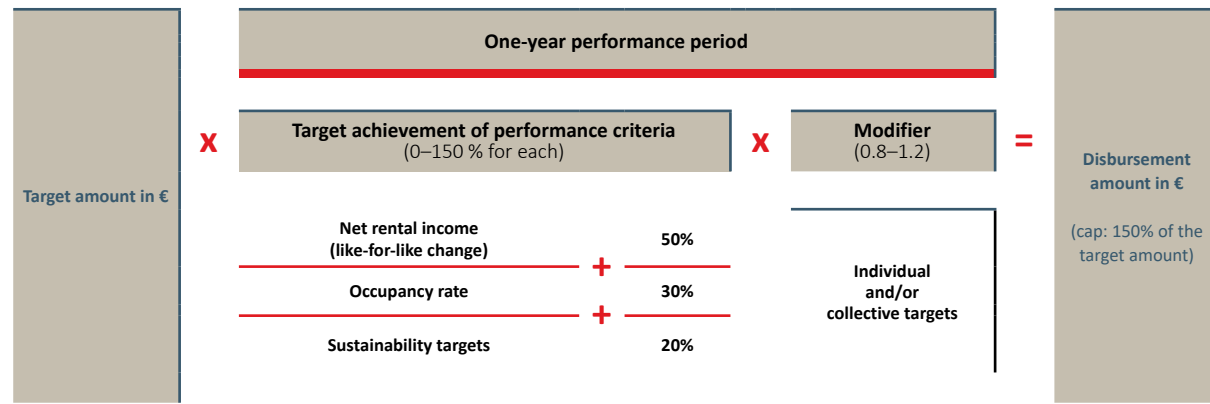 One-year performance period
Target amount in €
x
Target achievement of performance criteria
(0–150 % for each)
x
Modifier
(0.8–1.2)
=
Disbursement
amount in €
(cap: 150% of the
target amount)
Net rental income
(like-for-like change)
50%
+
Occupancy rate
30%
+
Sustainability targets
20%
Individual
and/or
collective targets